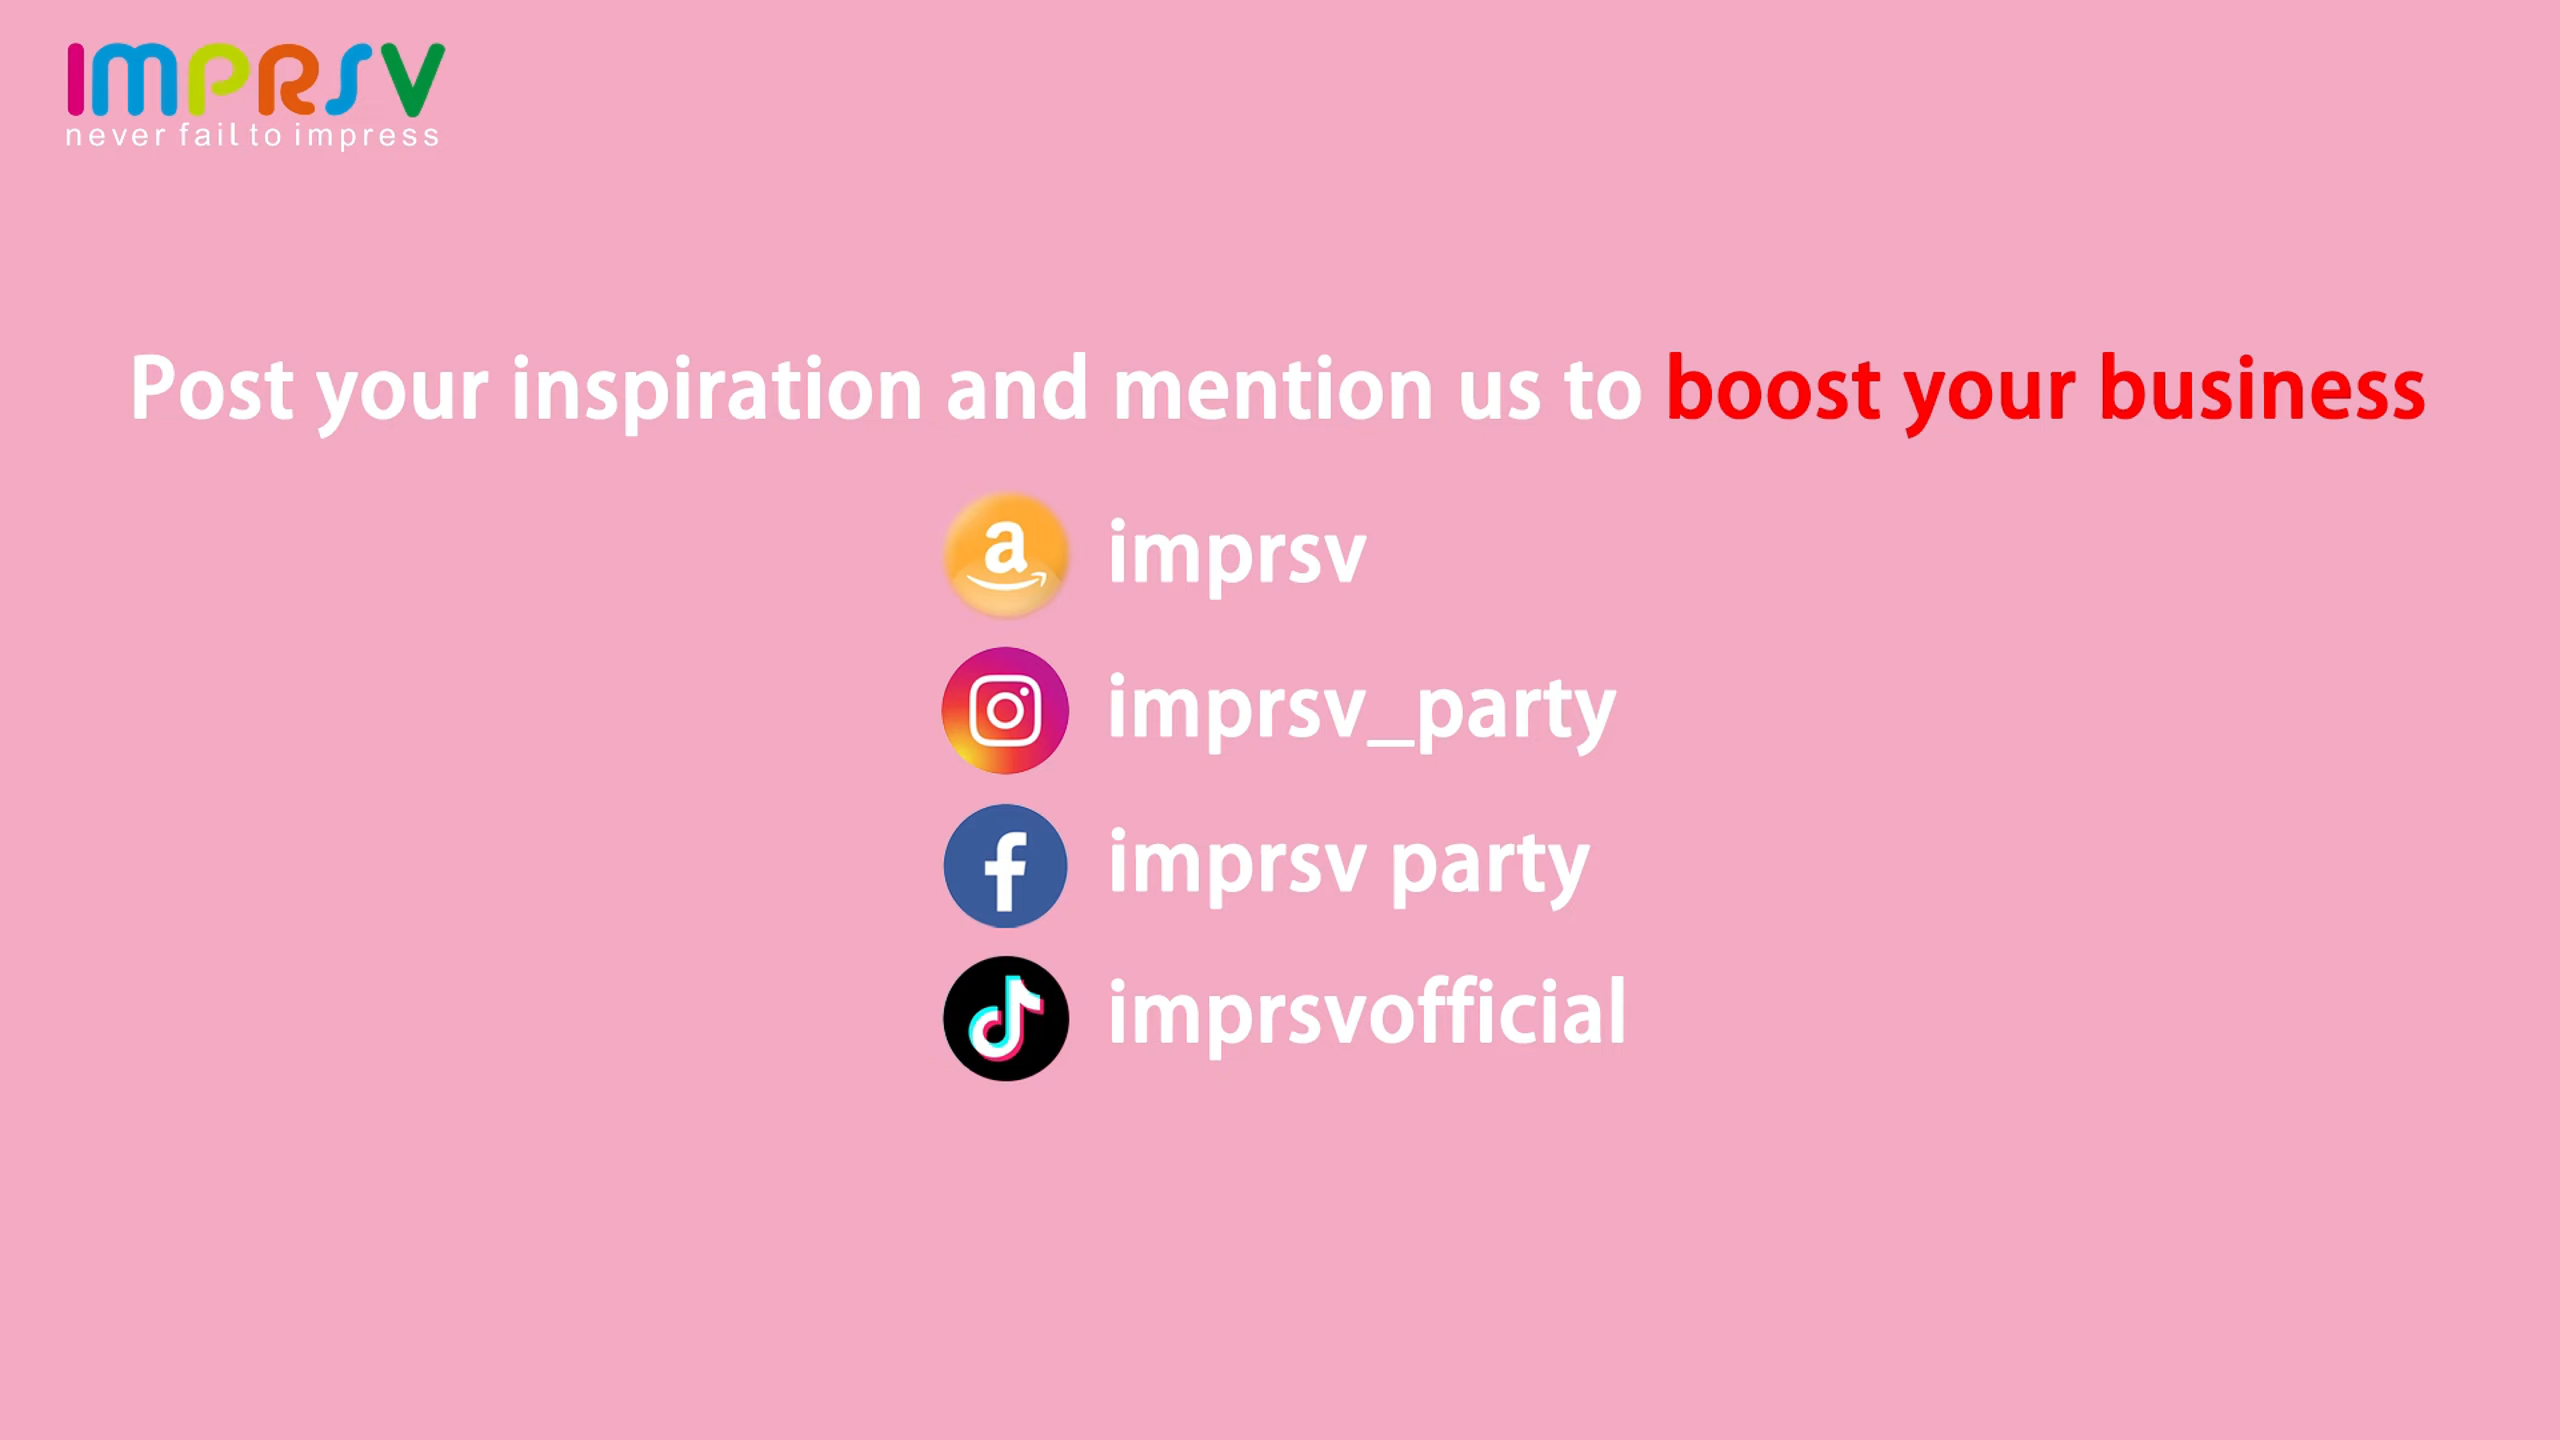 IMPRSV
never fail to impress
Post your inspiration and mention us to boost your business
imprsv
imprsv_party
imprsv party
imprsvofficial